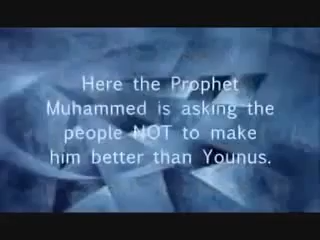 Here the Prophet
Muhammed is asking the
people NOT to make
him better than Younus.